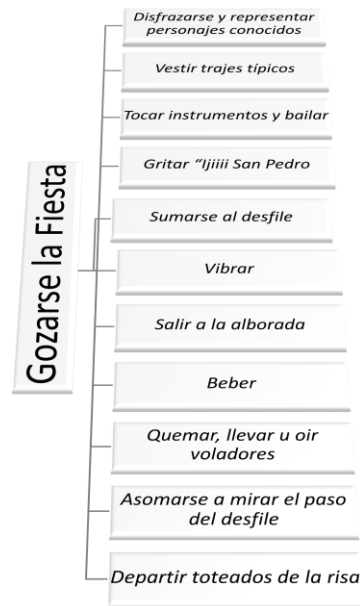 Gozarse la Fiesta
Disfrazarse y representar
personajes conocidos
Vestir trajes típicos
Tocar instrumentos y bailar
Gritar “Ijiiii San Pedro
Sumarse al desfile
Vibrar
Salir a la alborada
Beber
Quemar, llevar u oir
voladores
Asomarse a mirar el paso
del desfile
Departir toteados de la risa